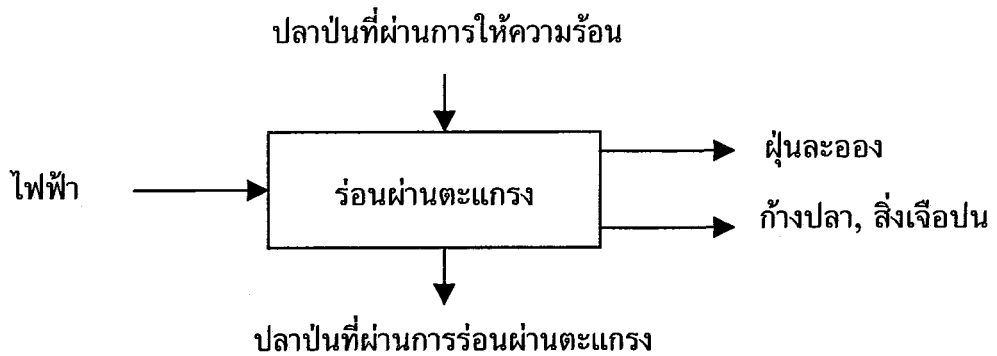 ปลาป่นที่ผ่านการให้ความร้อน
ฝุ่นละออง
ไฟฟ้า
ร่อนผ่านตะแกรง
ก้างปลา, สิ่งเจือปน
ปลาป่นที่ผ่านการร่อนผ่านตะแกรง